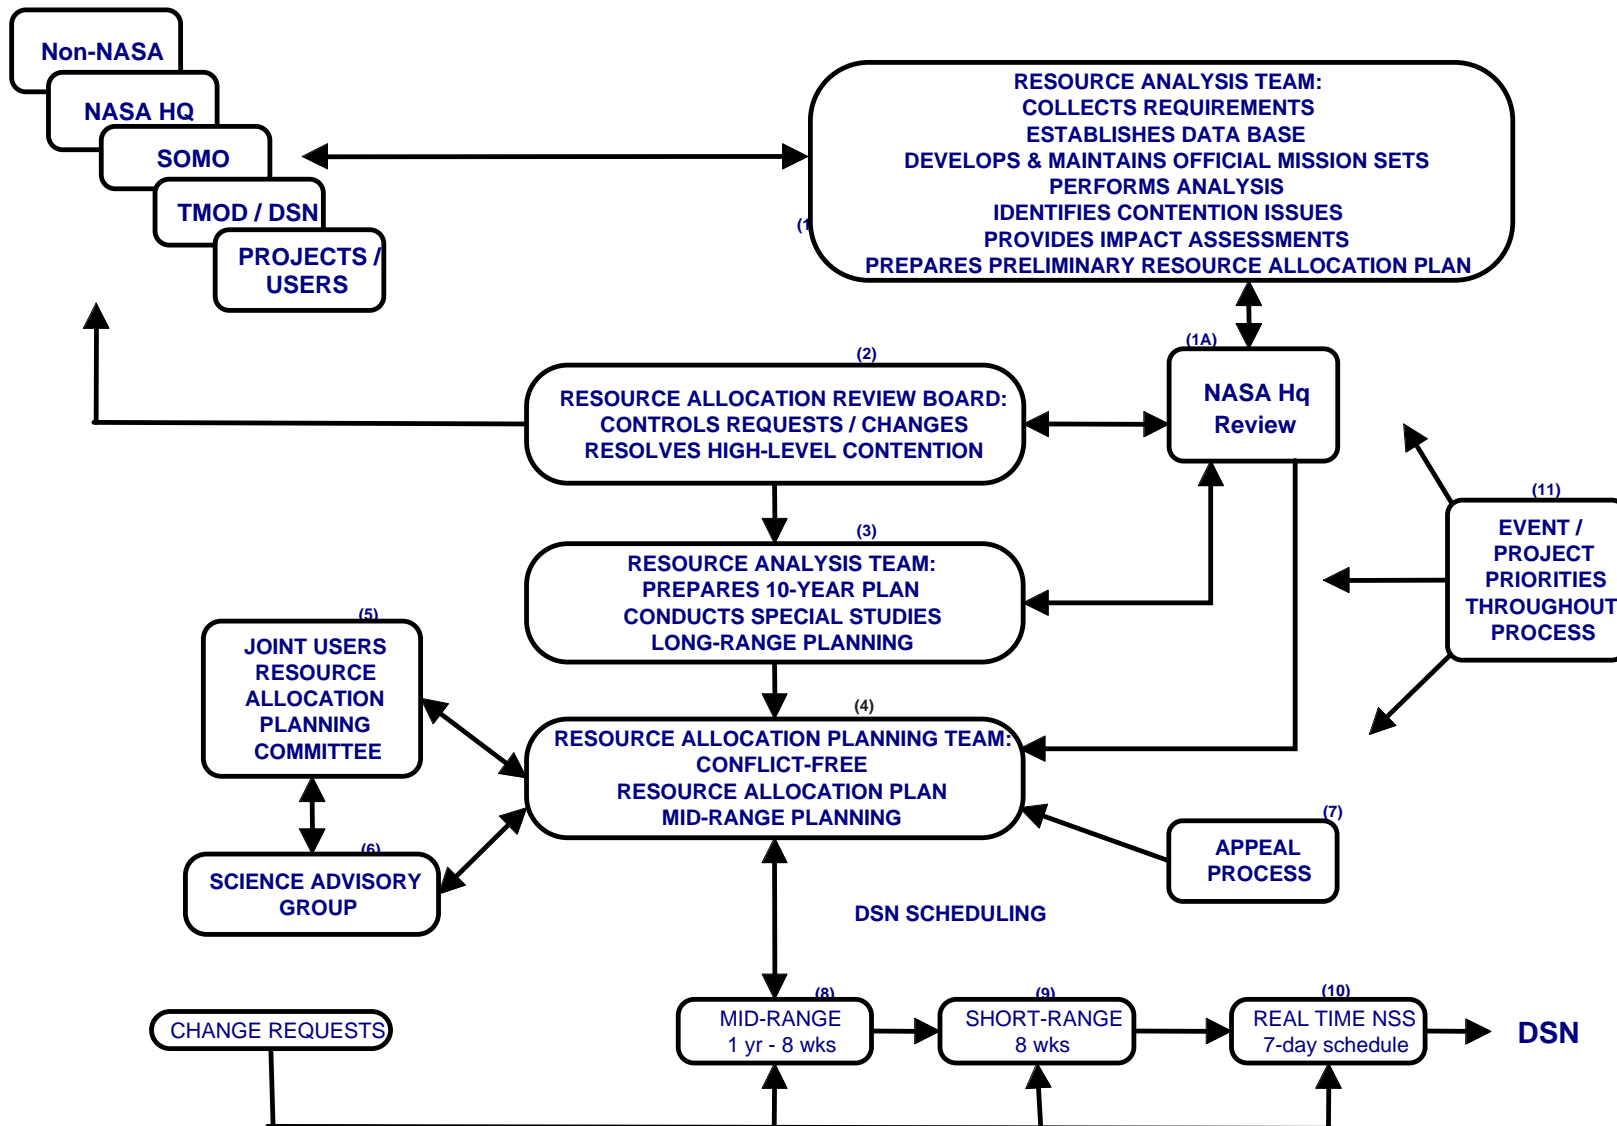 Non-NASA
NASA HQ
SOMO
TMOD / DSN
PROJECTS /
USERS
(1
RESOURCE ANALYSIS TEAM:
COLLECTS REQUIREMENTS
ESTABLISHES DATA BASE
DEVELOPS & MAINTAINS OFFICIAL MISSION SETS
PERFORMS ANALYSIS
IDENTIFIES CONTENTION ISSUES
PROVIDES IMPACT ASSESSMENTS
PREPARES PRELIMINARY RESOURCE ALLOCATION PLAN
(1A)
NASA Hq
Review
(2)
RESOURCE ALLOCATION REVIEW BOARD:
CONTROLS REQUESTS / CHANGES
RESOLVES HIGH-LEVEL CONTENTION
(11)
EVENT /
PROJECT
PRIORITIES
THROUGHOUT
PROCESS
(3)
RESOURCE ANALYSIS TEAM:
PREPARES 10-YEAR PLAN
CONDUCTS SPECIAL STUDIES
LONG-RANGE PLANNING
(5)
JOINT USERS
RESOURCE
ALLOCATION
PLANNING
COMMITTEE
(4)
RESOURCE ALLOCATION PLANNING TEAM:
CONFLICT-FREE
RESOURCE ALLOCATION PLAN
MID-RANGE PLANNING
(7)
APPEAL
PROCESS
(6)
SCIENCE ADVISORY
GROUP
DSN SCHEDULING
CHANGE REQUESTS
(8)
MID-RANGE
1 yr - 8 wks
(9)
SHORT-RANGE
8 wks
(10)
REAL TIME NSS
7-day schedule
DSN